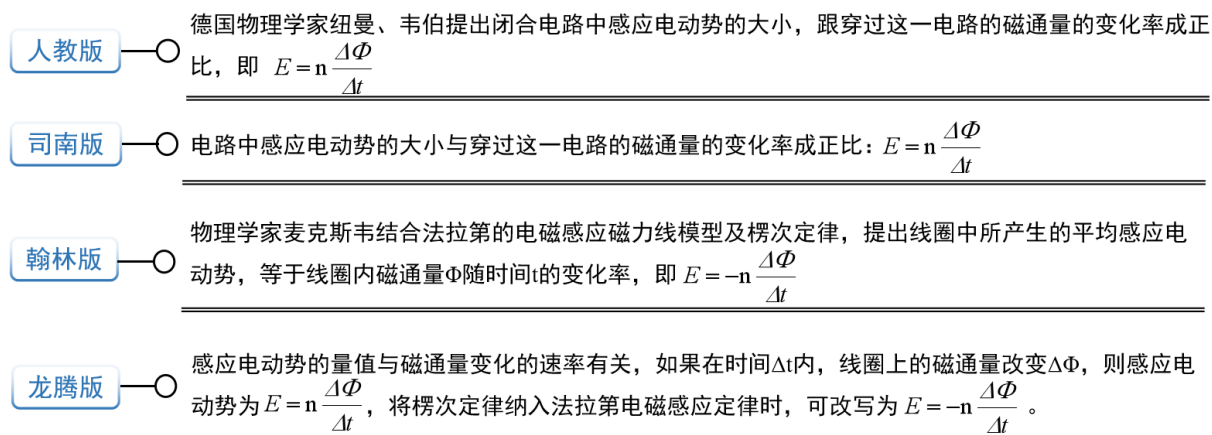 人教版
德国物理学家纽曼、韦伯提出闭合电路中感应电动势的大小，跟穿过这一电路的磁通量的变化率成正
比，即 E = n ΔΦ/Δt
司南版
电路中感应电动势的大小与穿过这一电路的磁通量的变化率成正比：E = n ΔΦ/Δt
翰林版
物理学家麦克斯韦结合法拉第的电磁感应磁力线模型及楞次定律，提出线圈中所产生的平均感应电
动势，等于线圈内磁通量Φ随时间t的变化率，即 E = −n ΔΦ/Δt
龙腾版
感应电动势的量值与磁通量变化的速率有关，如果在时间Δt内，线圈上的磁通量改变ΔΦ，则感应电
动势为 E = n ΔΦ/Δt，将楞次定律纳入法拉第电磁感应定律时，可改写为 E = −n ΔΦ/Δt 。